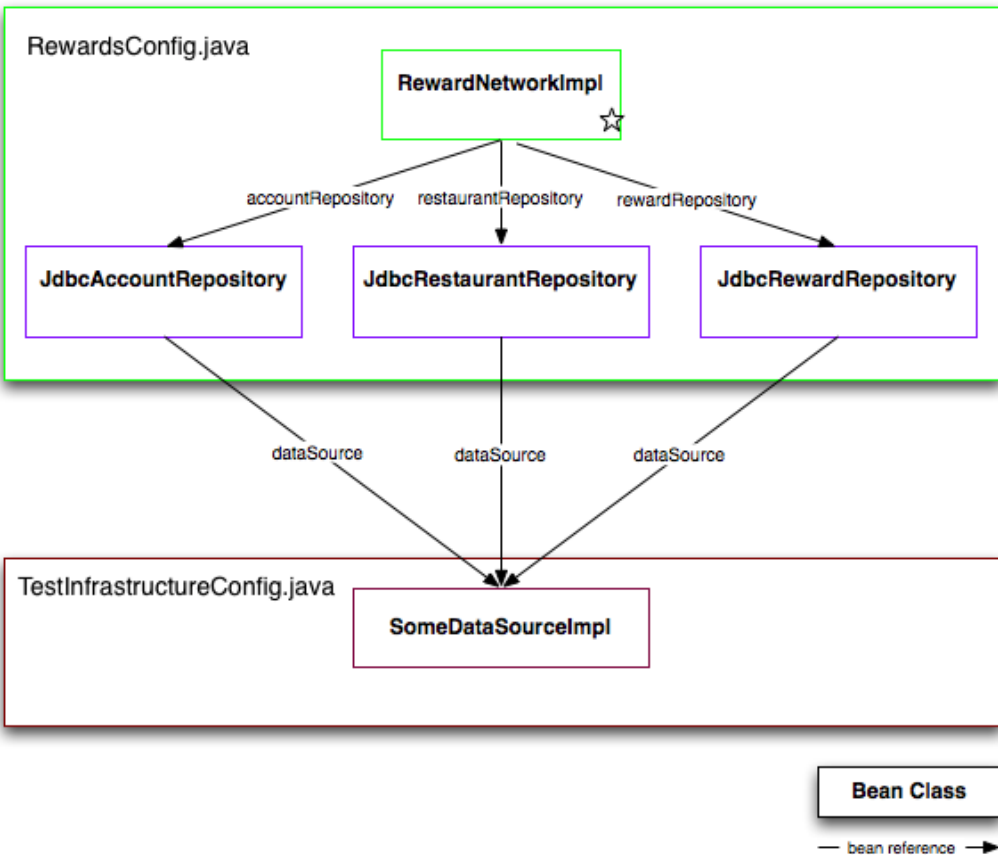 RewardsConfig.java
RewardNetworkImpl
accountRepository
restaurantRepository
rewardRepository
JdbcAccountRepository
JdbcRestaurantRepository
JdbcRewardRepository
dataSource
dataSource
dataSource
TestInfrastructureConfig.java
SomeDataSourceImpl
Bean Class
bean reference